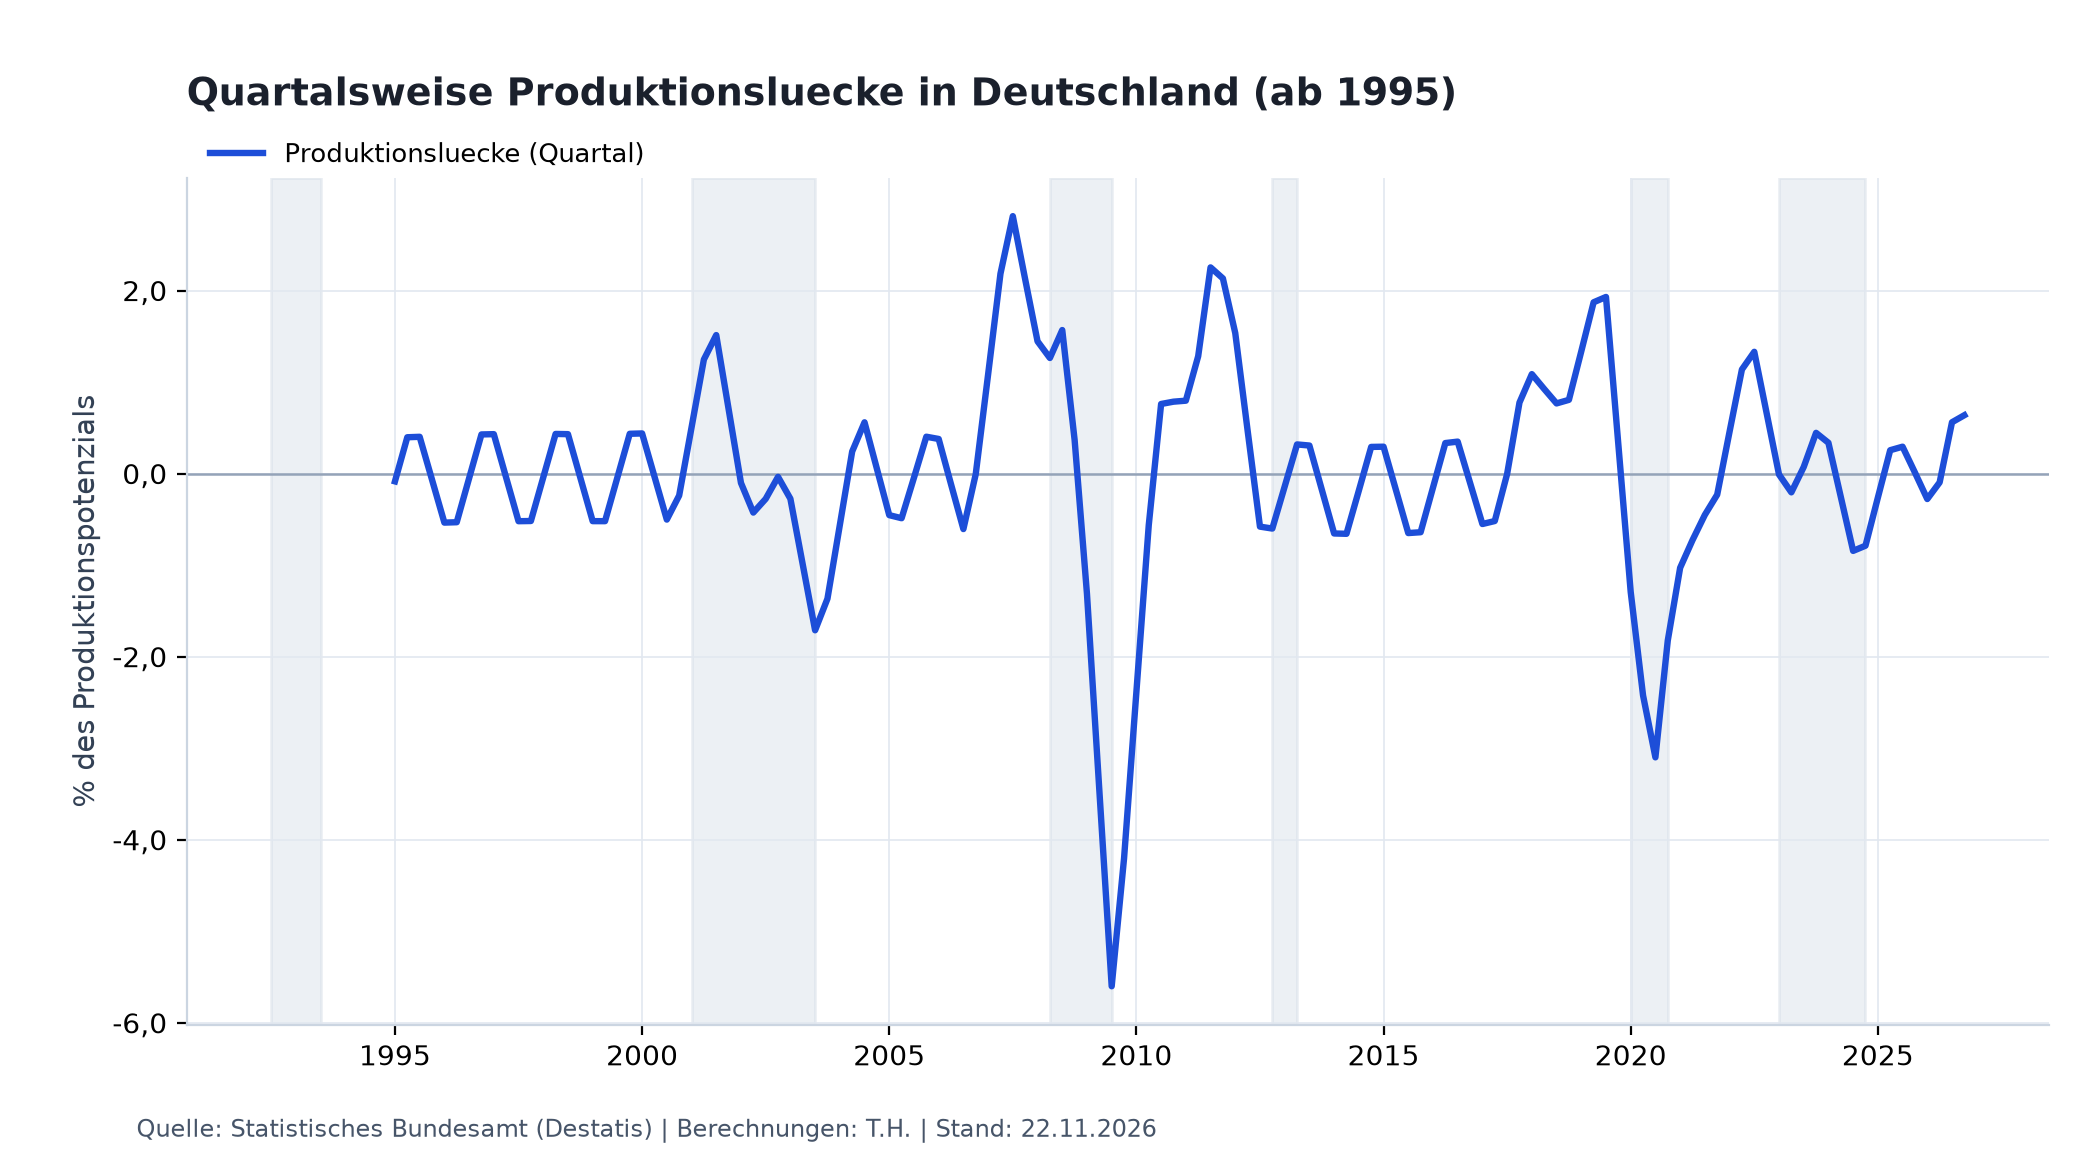 Quartalsweise Produktionsluecke in Deutschland (ab 1995)
Produktionsluecke (Quartal)
% des Produktionspotenzials
2,0
0,0
-2,0
-4,0
-6,0
1995 2000 2005 2010 2015 2020 2025
Quelle: Statistisches Bundesamt (Destatis) | Berechnungen: T.H. | Stand: 22.11.2026